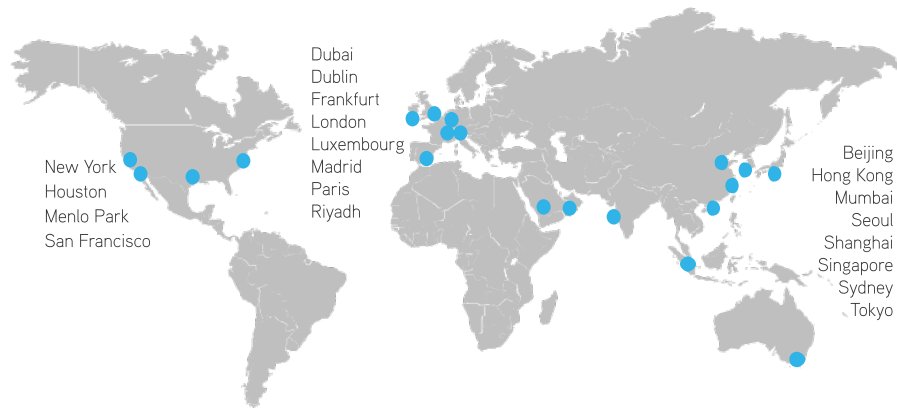 New York
Houston
Menlo Park
San Francisco
Dubai
Dublin
Frankfurt
London
Luxembourg
Madrid
Paris
Riyadh
Beijing
Hong Kong
Mumbai
Seoul
Shanghai
Singapore
Sydney
Tokyo